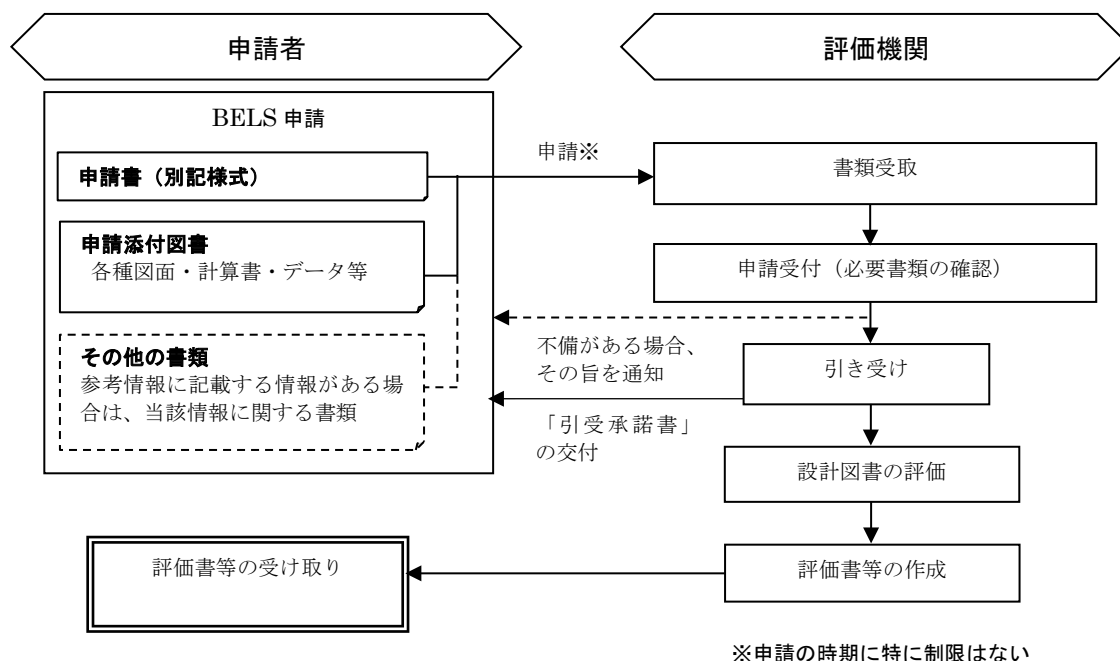 申請者
評価機関
BELS 申請
申請書（別記様式）
申請※
書類受取
申請添付図書
各種図面・計算書・データ等
申請受付（必要書類の確認）
その他の書類
参考情報に記載する情報がある場
合は、当該情報に関する書類
不備がある場合、
その旨を通知
引き受け
「引受承諾書」
の交付
設計図書の評価
評価書等の受け取り
評価書等の作成
※申請の時期に特に制限はない